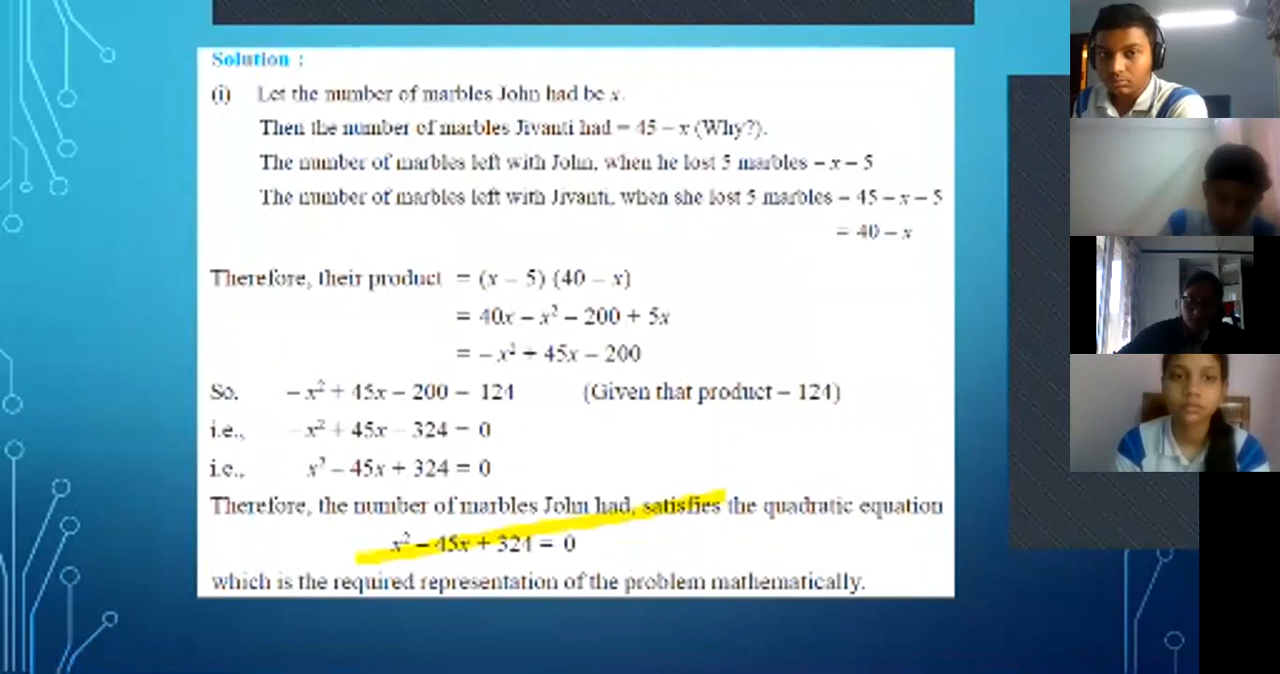 Solution :
(i) Let the number of marbles John had be x.
Then the number of marbles Jivanti had = 45 – x (Why?).
The number of marbles left with John, when he lost 5 marbles = x – 5
The number of marbles left with Jivanti, when she lost 5 marbles = 45 – x – 5
= 40 – x
Therefore, their product = (x – 5) (40 – x)
= 40x – x² – 200 + 5x
= – x² + 45x – 200
So, – x² + 45x – 200 = 124 (Given that product = 124)
i.e., – x² + 45x – 324 = 0
i.e., x² – 45x + 324 = 0
Therefore, the number of marbles John had, satisfies the quadratic equation
x² – 45x + 324 = 0
which is the required representation of the problem mathematically.